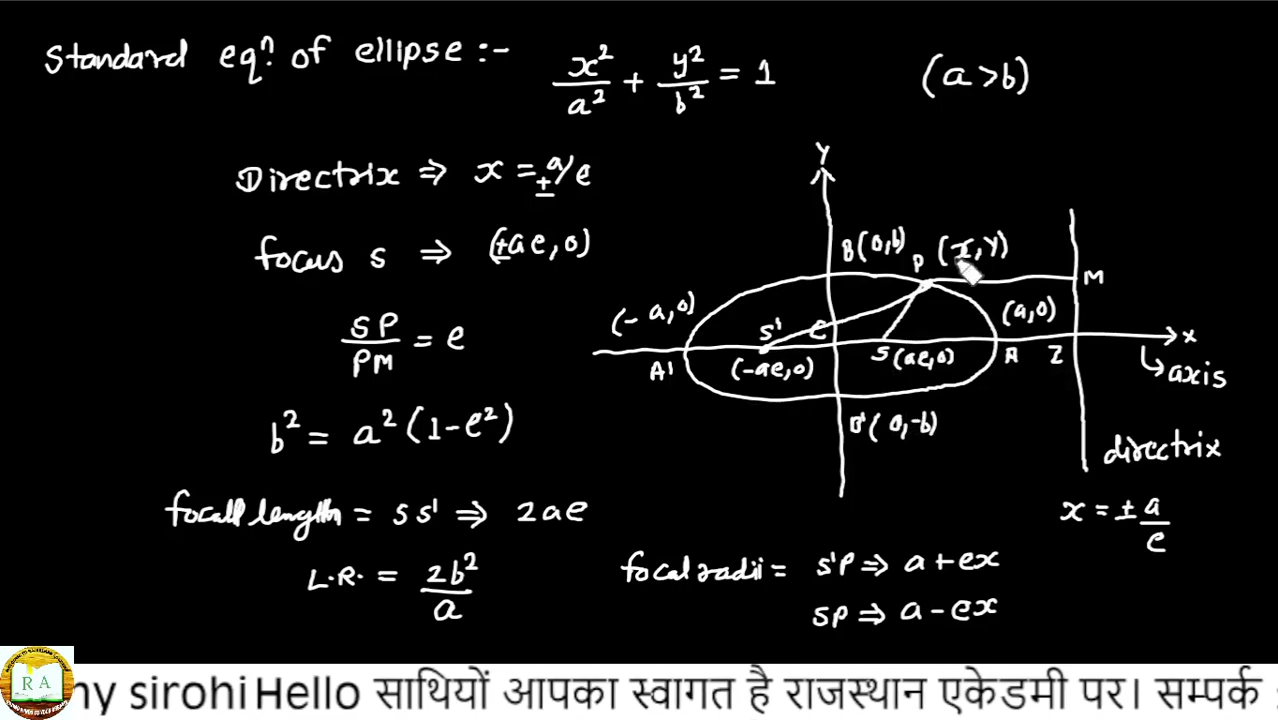 Standard eqn of ellipse :- x²/a² + y²/b² = 1 (a > b)
Directrix ⇒ x = ± a/e
focus S ⇒ (±ae, 0)
SP/PM = e
b² = a² (1 - e²)
focall length = SS' ⇒ 2ae
L.R. = 2b²/a
Y
B(0,b) P (x, y)
M
(-a, 0) (a, 0)
S' C
A' (-ae, 0) S (ae, 0) A Z x
axis
B' (0, -b)
directrix
x = ± a/e
focal radii = S'P ⇒ a + ex
SP ⇒ a - ex
RA
ny sirohi Hello साथियों आपका स्वागत है राजस्थान एकेडमी पर। सम्पर्क